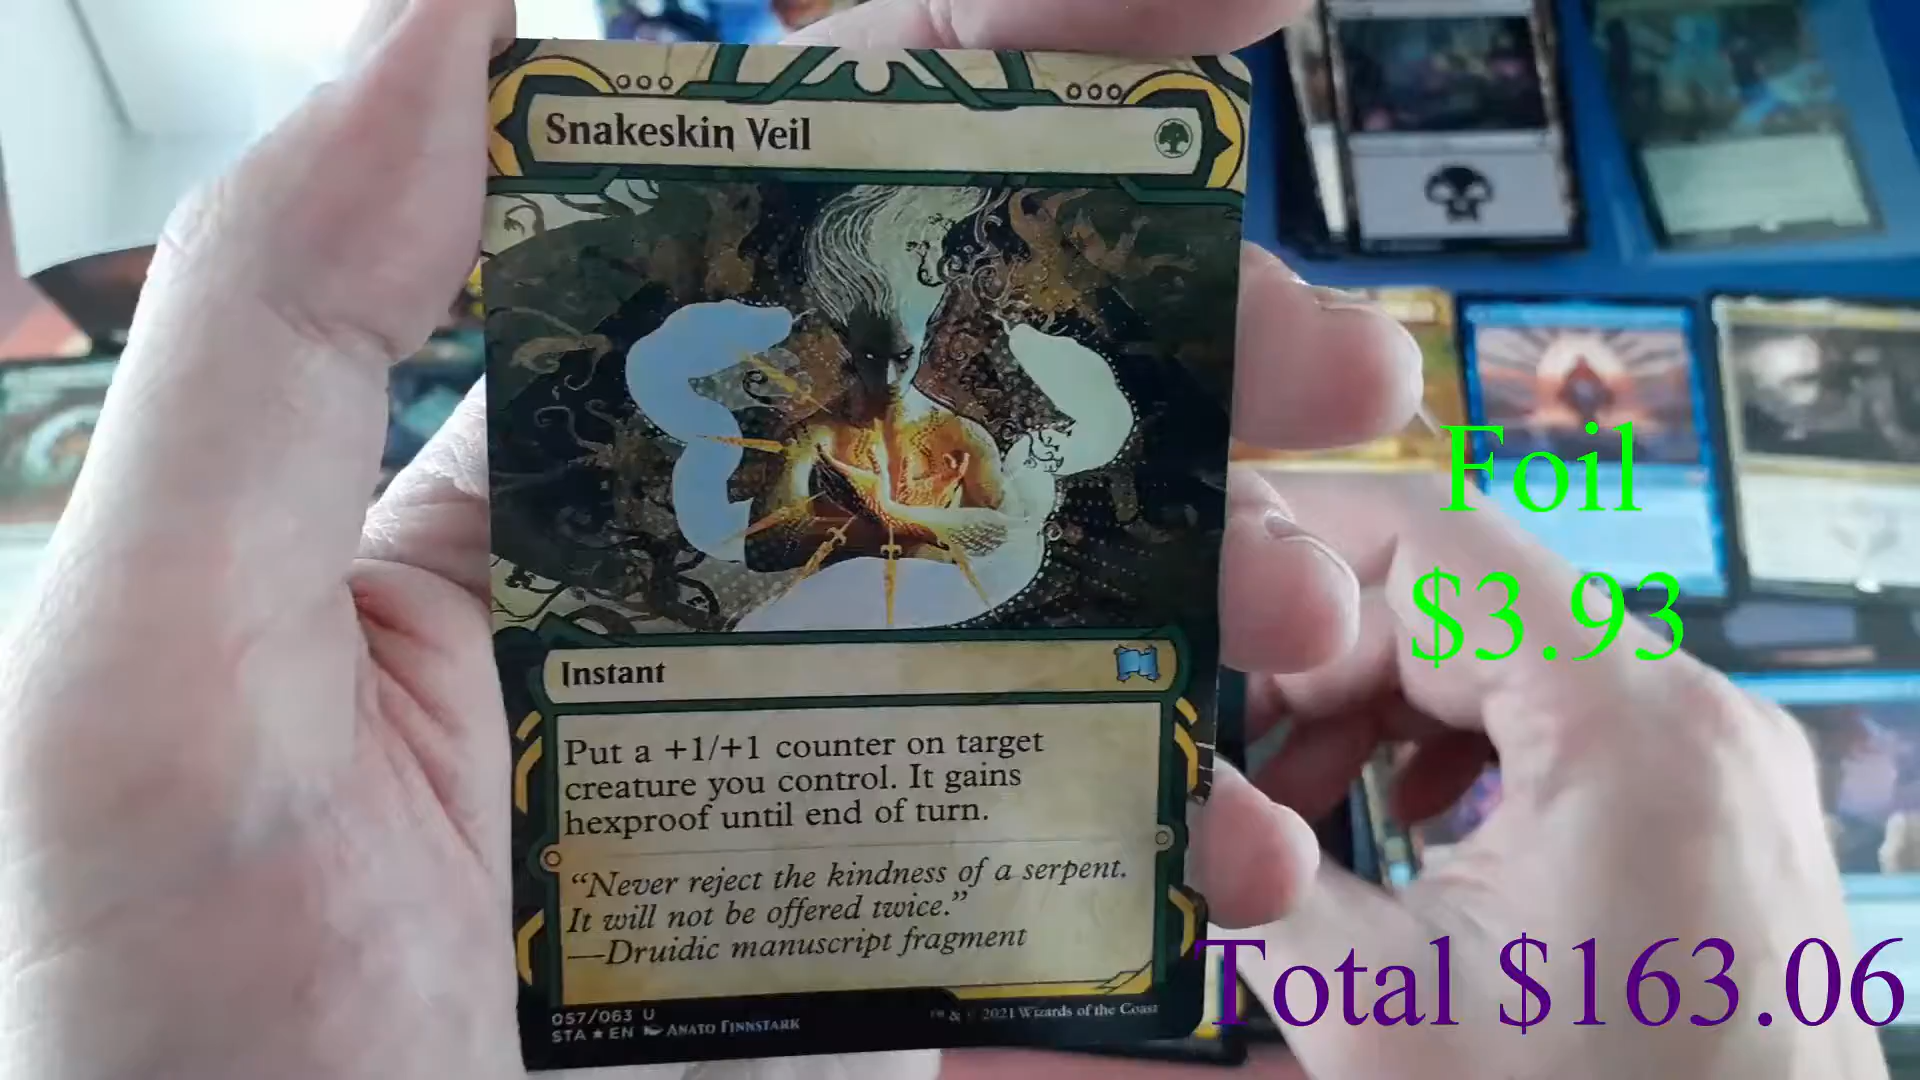 Snakeskin Veil
Instant
Put a +1/+1 counter on target
creature you control. It gains
hexproof until end of turn.
“Never reject the kindness of a serpent.
It will not be offered twice.”
—Druidic manuscript fragment
057/063 U
STA ★ EN ANATO FINNSTARK
™ & © 2021 Wizards of the Coast
Foil
$3.93
Total $163.06